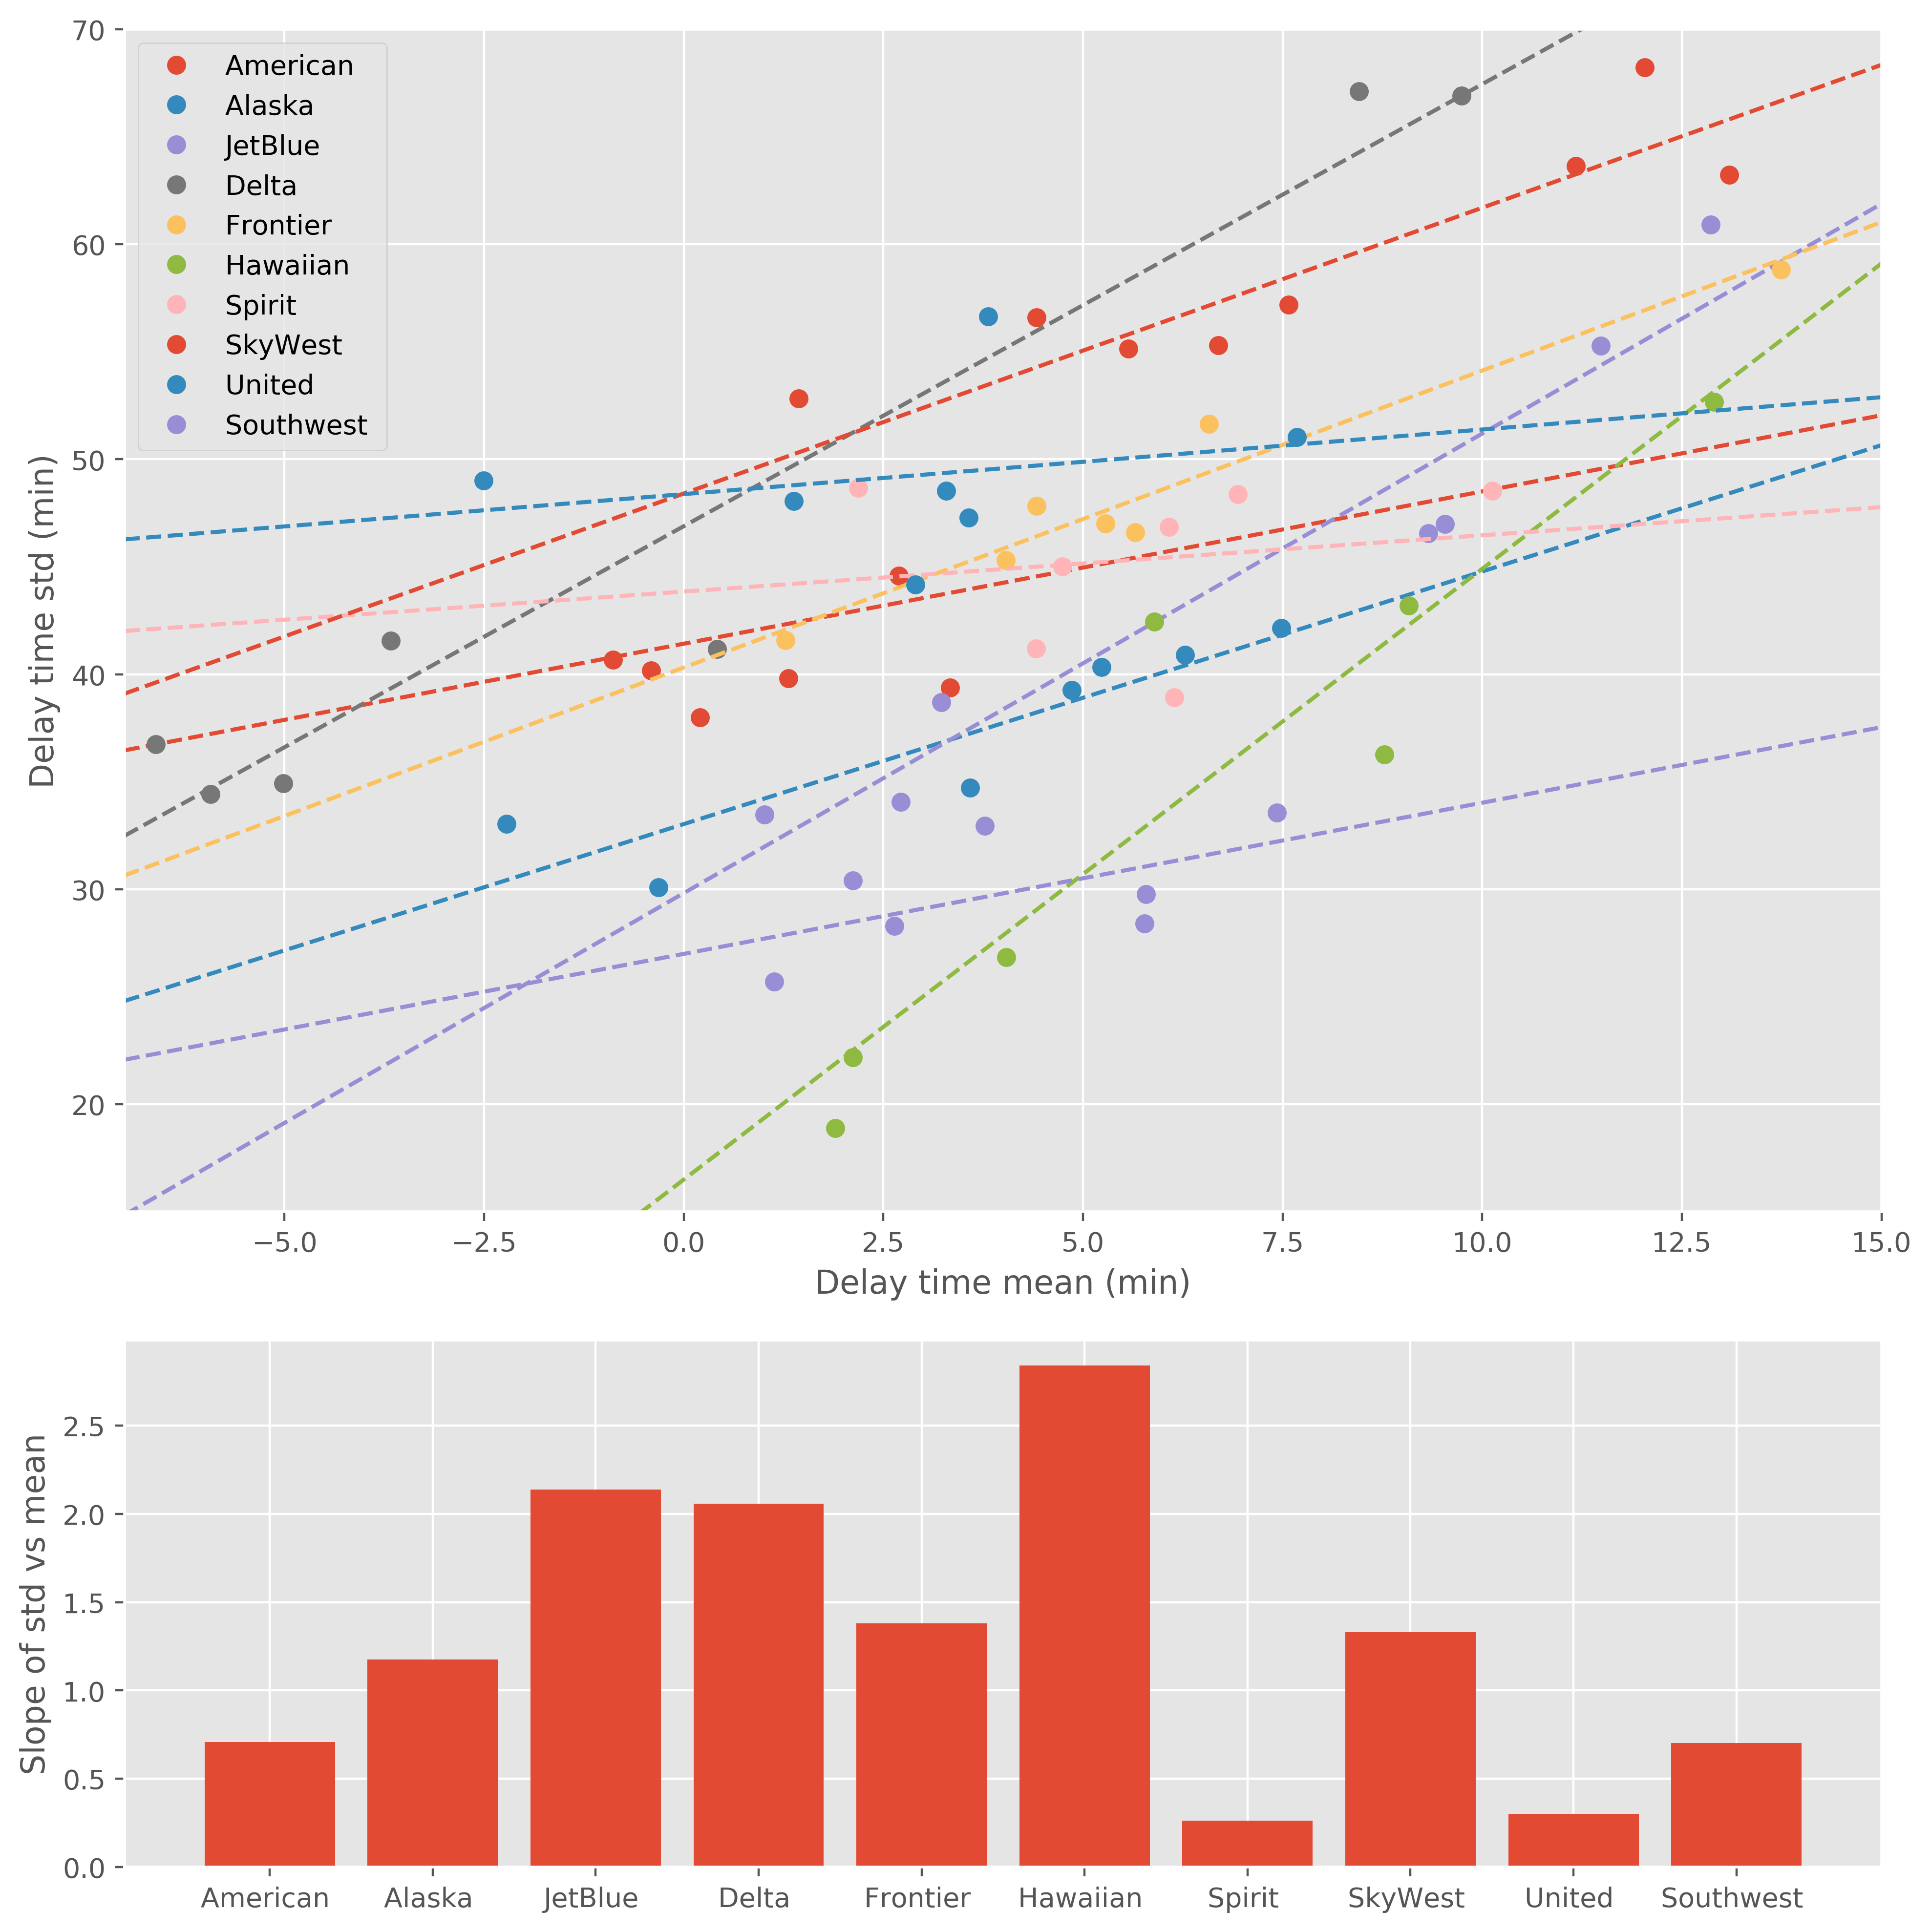 70
60
50
40
30
20
Delay time std (min)
American
Alaska
JetBlue
Delta
Frontier
Hawaiian
Spirit
SkyWest
United
Southwest
−5.0 −2.5 0.0 2.5 5.0 7.5 10.0 12.5 15.0
Delay time mean (min)
2.5
2.0
1.5
1.0
0.5
0.0
Slope of std vs mean
American Alaska JetBlue Delta Frontier Hawaiian Spirit SkyWest United Southwest